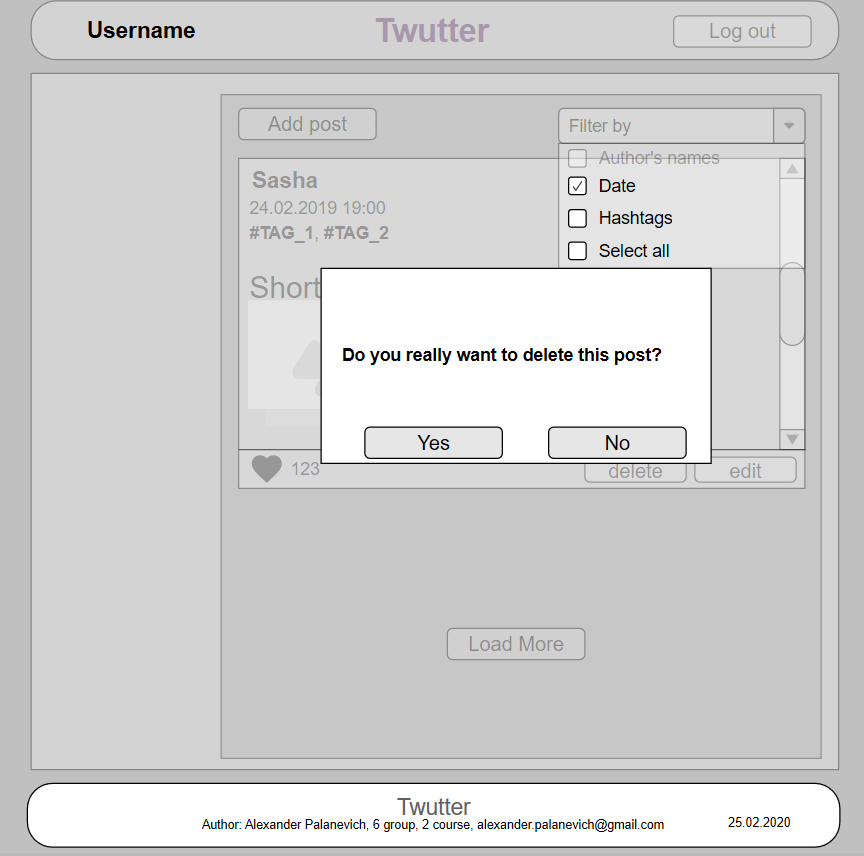 Username
Twutter
Log out
Add post
Filter by
Author's names
Date
Hashtags
Select all
Sasha
24.02.2019 19:00
#TAG_1, #TAG_2
Short
Do you really want to delete this post?
Yes
No
123
delete
edit
Load More
Twutter
Author: Alexander Palanevich, 6 group, 2 course, alexander.palanevich@gmail.com
25.02.2020